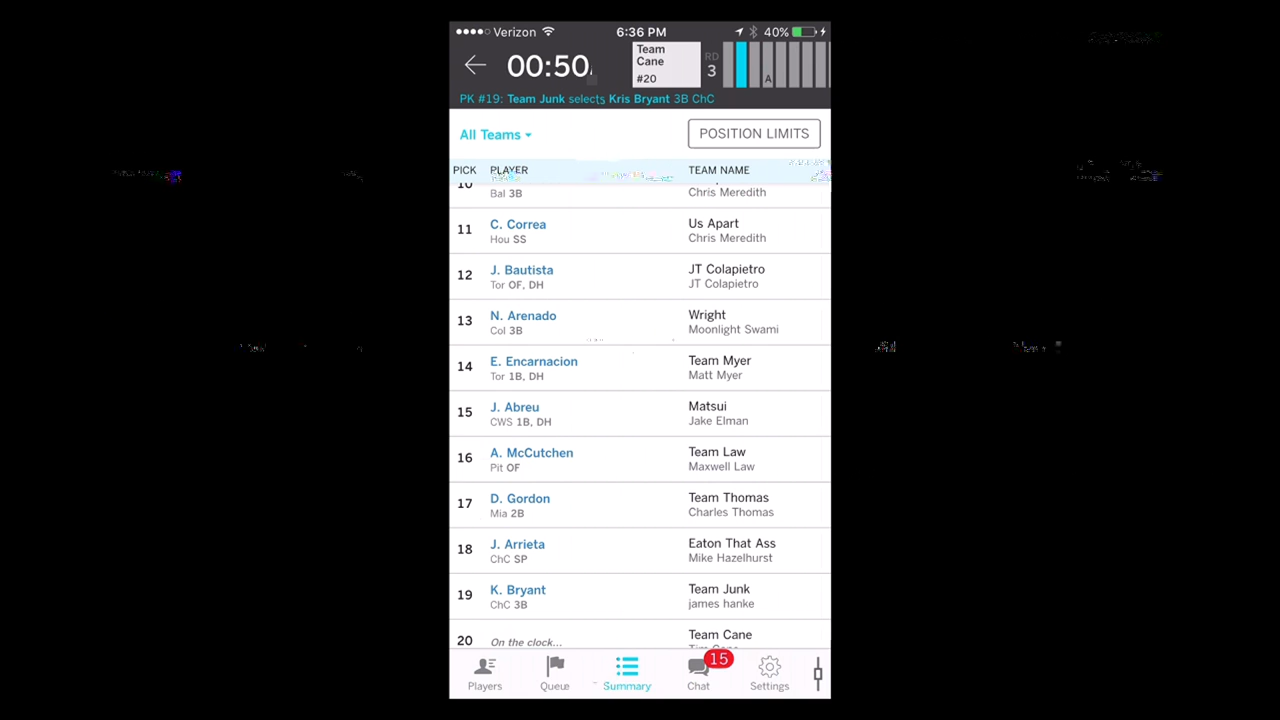 Verizon 6:36 PM 40%
00:50
Team Cane #20
RD 3
A
PK #19: Team Junk selects Kris Bryant 3B ChC
All Teams
POSITION LIMITS
PICK PLAYER TEAM NAME
10 Bal 3B Chris Meredith
11 C. Correa Us Apart
Hou SS Chris Meredith
12 J. Bautista JT Colapietro
Tor OF, DH JT Colapietro
13 N. Arenado Wright
Col 3B Moonlight Swami
14 E. Encarnacion Team Myer
Tor 1B, DH Matt Myer
15 J. Abreu Matsui
CWS 1B, DH Jake Elman
16 A. McCutchen Team Law
Pit OF Maxwell Law
17 D. Gordon Team Thomas
Mia 2B Charles Thomas
18 J. Arrieta Eaton That Ass
ChC SP Mike Hazelhurst
19 K. Bryant Team Junk
ChC 3B james hanke
20 On the clock... Team Cane
15
Players Queue Summary Chat Settings